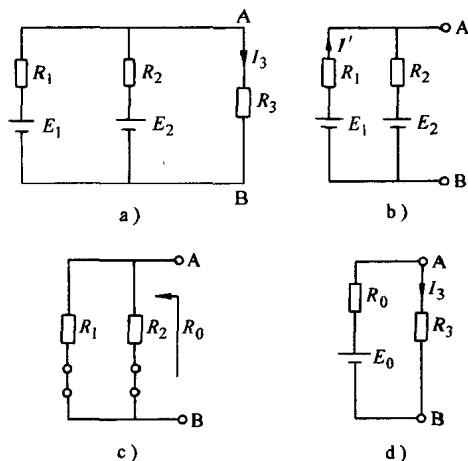 A
I₃
R₁
R₂
R₃
E₁
E₂
B
a)
A
I′
R₁
R₂
E₁
E₂
B
b)
A
R₁
R₂
R₀
B
c)
A
R₀
I₃
R₃
E₀
B
d)